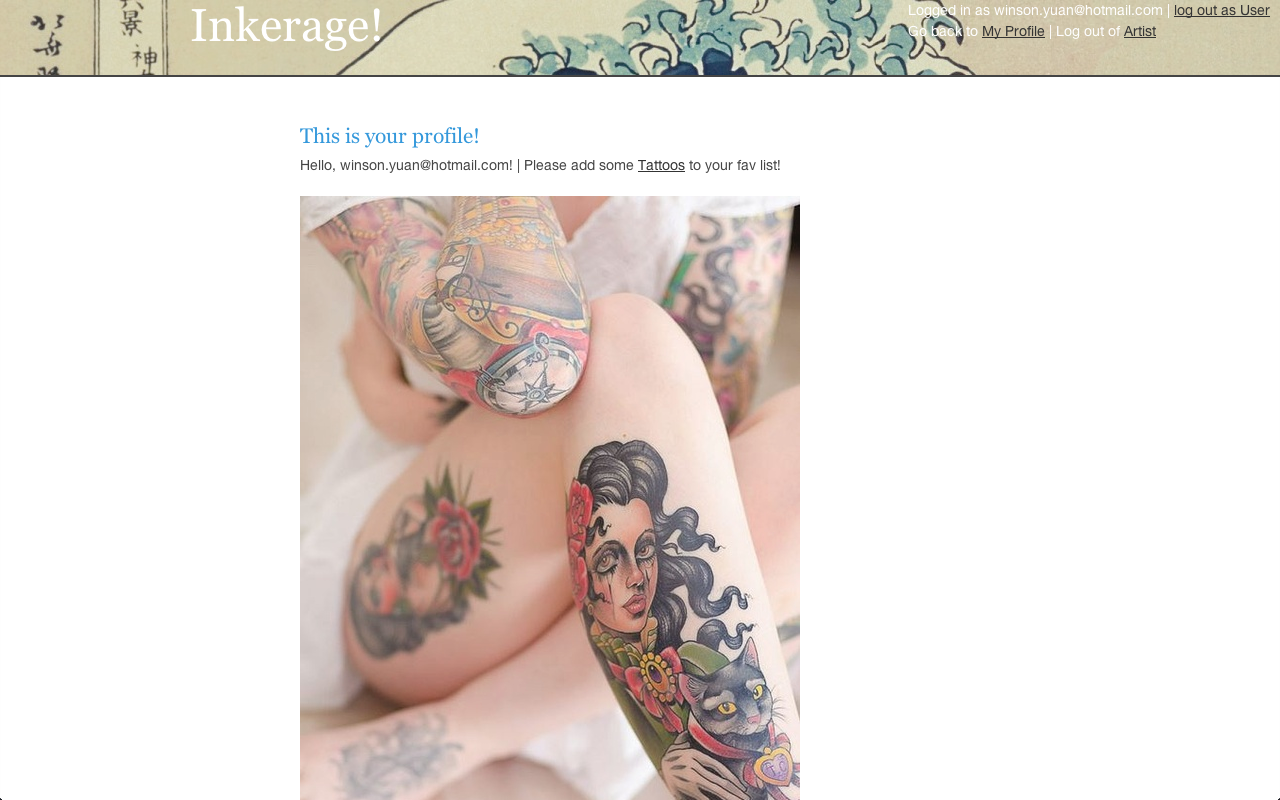 Inkerage!
Logged in as winson.yuan@hotmail.com | log out as User
Go back to My Profile | Log out of Artist
景
神
This is your profile!
Hello, winson.yuan@hotmail.com! | Please add some Tattoos to your fav list!